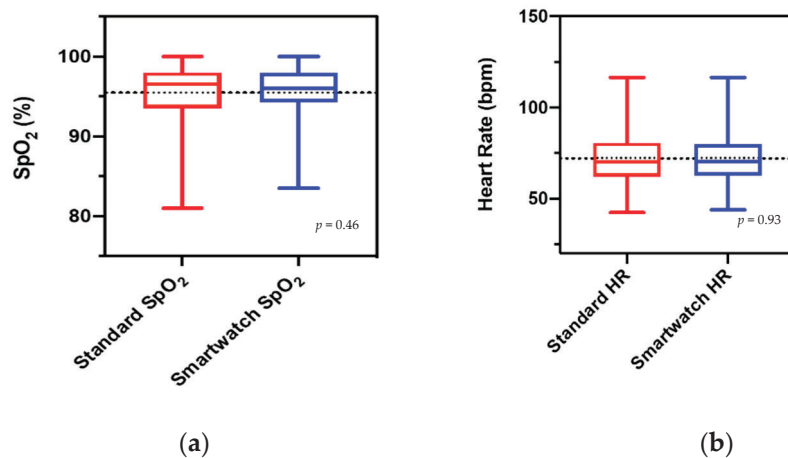 100
90
80
SpO2 (%)
p = 0.46
Standard SpO2
Smartwatch SpO2
(a)
150
100
50
Heart Rate (bpm)
p = 0.93
Standard HR
Smartwatch HR
(b)